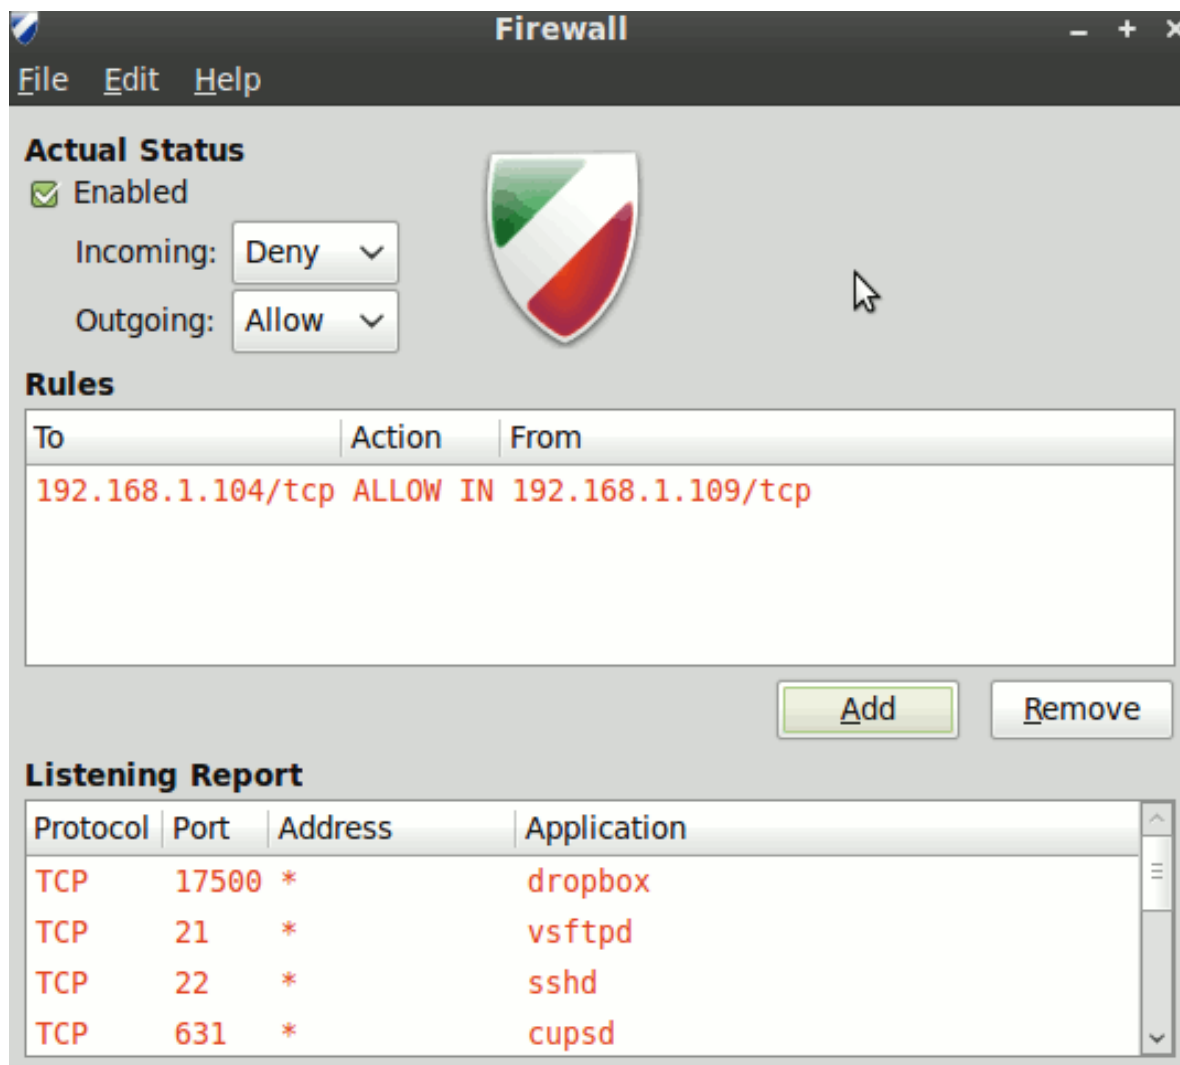 Firewall
File Edit Help
Actual Status
Enabled
Incoming: Deny
Outgoing: Allow
Rules
To Action From
192.168.1.104/tcp ALLOW IN 192.168.1.109/tcp
Add Remove
Listening Report
Protocol Port Address Application
TCP 17500 * dropbox
TCP 21 * vsftpd
TCP 22 * sshd
TCP 631 * cupsd